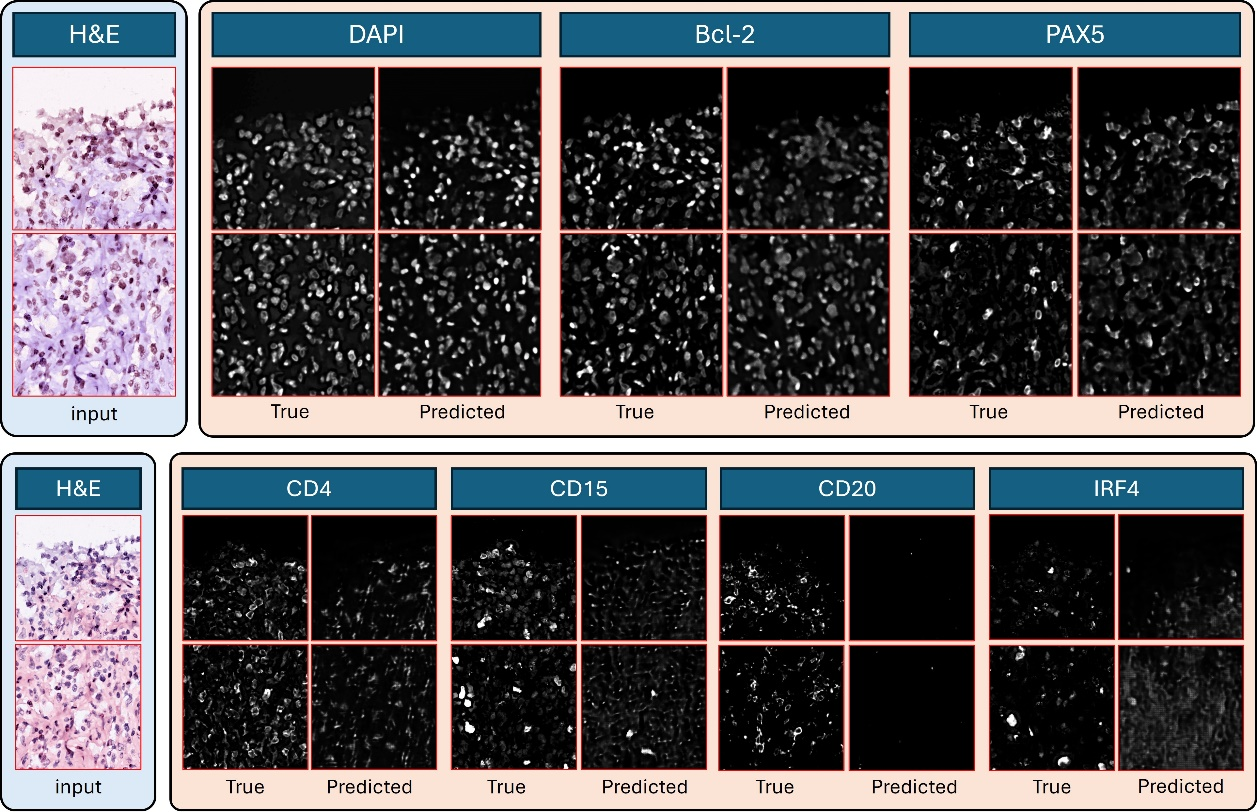 H&E DAPI Bcl-2 PAX5
input True Predicted True Predicted True Predicted
H&E CD4 CD15 CD20 IRF4
input True Predicted True Predicted True Predicted True Predicted